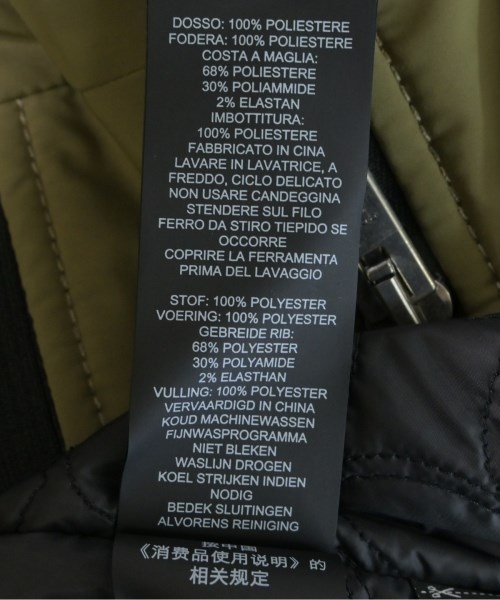 DOSSO: 100% POLIESTERE
FODERA: 100% POLIESTERE
COSTA A MAGLIA:
68% POLIESTERE
30% POLIAMMIDE
2% ELASTAN
IMBOTTITURA:
100% POLIESTERE
FABBRICATO IN CINA
LAVARE IN LAVATRICE, A
FREDDO, CICLO DELICATO
NON USARE CANDEGGINA
STENDERE SUL FILO
FERRO DA STIRO TIEPIDO SE
OCCORRE
COPRIRE LA FERRAMENTA
PRIMA DEL LAVAGGIO
STOF: 100% POLYESTER
VOERING: 100% POLYESTER
GEBREIDE RIB:
68% POLYESTER
30% POLYAMIDE
2% ELASTHAN
VULLING: 100% POLYESTER
VERVAARDIGD IN CHINA
KOUD MACHINEWASSEN
FIJNWASPROGRAMMA
NIET BLEKEN
WASLIJN DROGEN
KOEL STRIJKEN INDIEN
NODIG
BEDEK SLUITINGEN
ALVORENS REINIGING
按中国
《消费品使用说明》的
相关规定